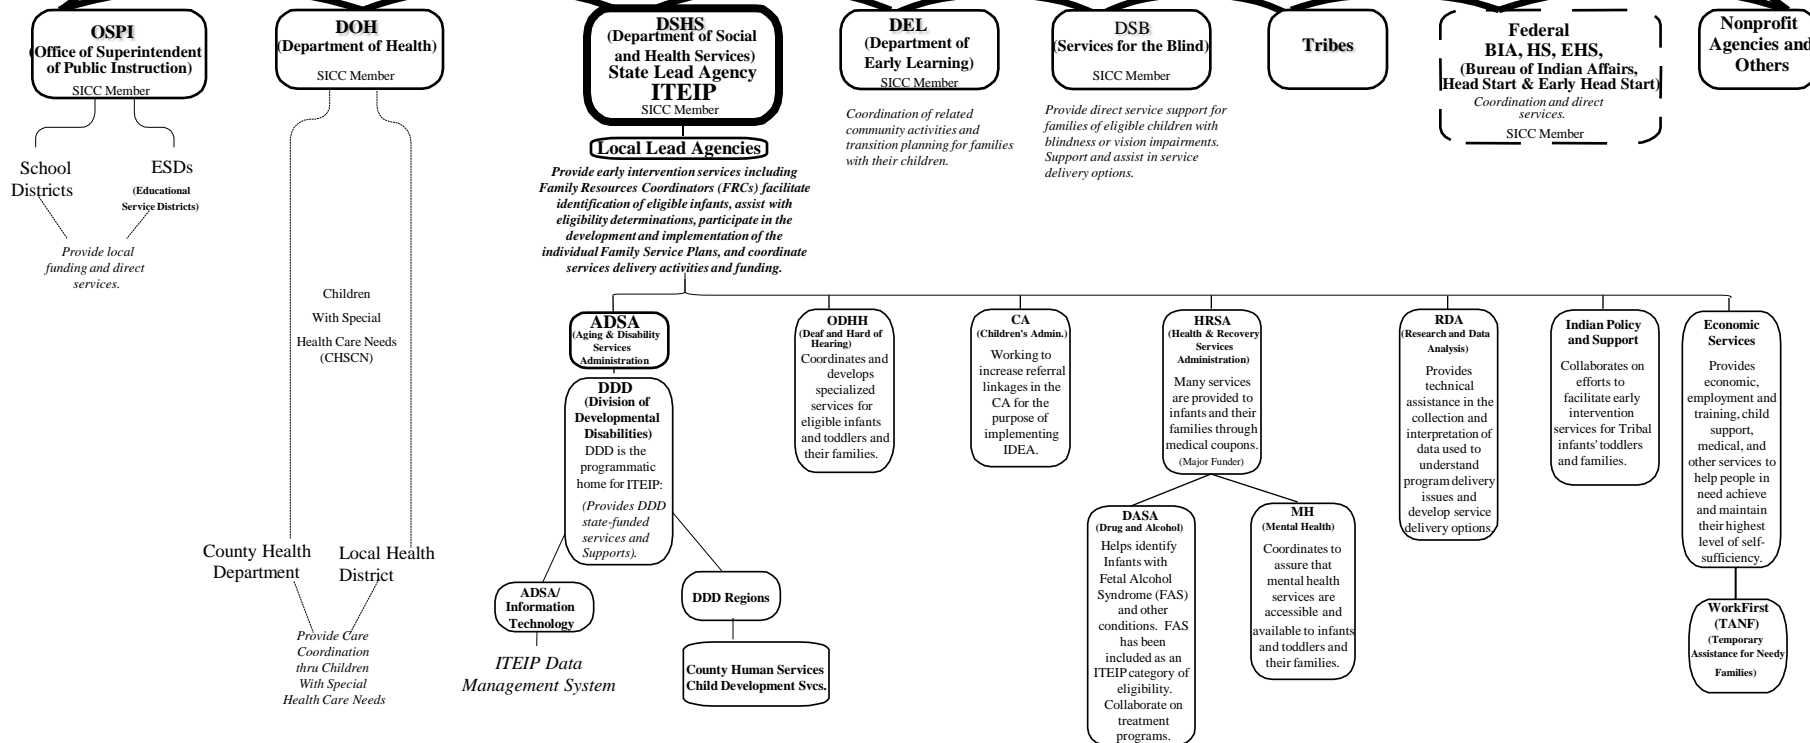 OSPI
(Office of Superintendent
of Public Instruction)
SICC Member
School
Districts
ESDs
(Educational
Service Districts)
Provide local
funding and direct
services.
DOH
(Department of Health)
SICC Member
Children
With Special
Health Care Needs
(CHSCN)
County Health
Department
Local Health
District
Provide Care
Coordination
thru Children
With Special
Health Care Needs
DSHS
(Department of Social
and Health Services)
State Lead Agency
ITEIP
SICC Member
Local Lead Agencies
Provide early intervention services including
Family Resources Coordinators (FRCs) facilitate
identification of eligible infants, assist with
eligibility determinations, participate in the
development and implementation of the
individual Family Service Plans, and coordinate
services delivery activities and funding.
DEL
(Department of
Early Learning)
SICC Member
Coordination of related
community activities and
transition planning for families
with their children.
DSB
(Services for the Blind)
SICC Member
Provide direct service support for
families of eligible children with
blindness or vision impairments.
Support and assist in service
delivery options.
Tribes
Federal
BIA, HS, EHS,
(Bureau of Indian Affairs,
Head Start & Early Head Start)
Coordination and direct
services.
SICC Member
Nonprofit
Agencies and
Others
ADSA
(Aging & Disability
Services
Administration
DDD
(Division of
Developmental
Disabilities)
DDD is the
programmatic
home for ITEIP:
(Provides DDD
state-funded
services and
Supports).
ADSA/
Information
Technology
ITEIP Data
Management System
DDD Regions
County Human Services
Child Development Svcs.
ODHH
(Deaf and Hard of
Hearing)
Coordinates and
develops
specialized
services for
eligible infants
and toddlers and
their families.
CA
(Children's Admin.)
Working to
increase referral
linkages in the
CA for the
purpose of
implementing
IDEA.
HRSA
(Health & Recovery
Services
Administration)
Many services
are provided to
infants and their
families through
medical coupons.
(Major Funder)
DASA
(Drug and Alcohol)
Helps identify
Infants with
Fetal Alcohol
Syndrome (FAS)
and other
conditions. FAS
has been
included as an
ITEIP category of
eligibility.
Collaborate on
treatment
programs.
MH
(Mental Health)
Coordinates to
assure that
mental health
services are
accessible and
available to infants
and toddlers and
their families.
RDA
(Research and Data
Analysis)
Provides
technical
assistance in the
collection and
interpretation of
data used to
understand
program delivery
issues and
develop service
delivery options.
Indian Policy
and Support
Collaborates on
efforts to
facilitate early
intervention
services for Tribal
infants' toddlers
and families.
Economic
Services
Provides
economic,
employment and
training, child
support,
medical, and
other services to
help people in
need achieve
and maintain
their highest
level of self-
sufficiency.
WorkFirst
(TANF)
(Temporary
Assistance for Needy
Families)